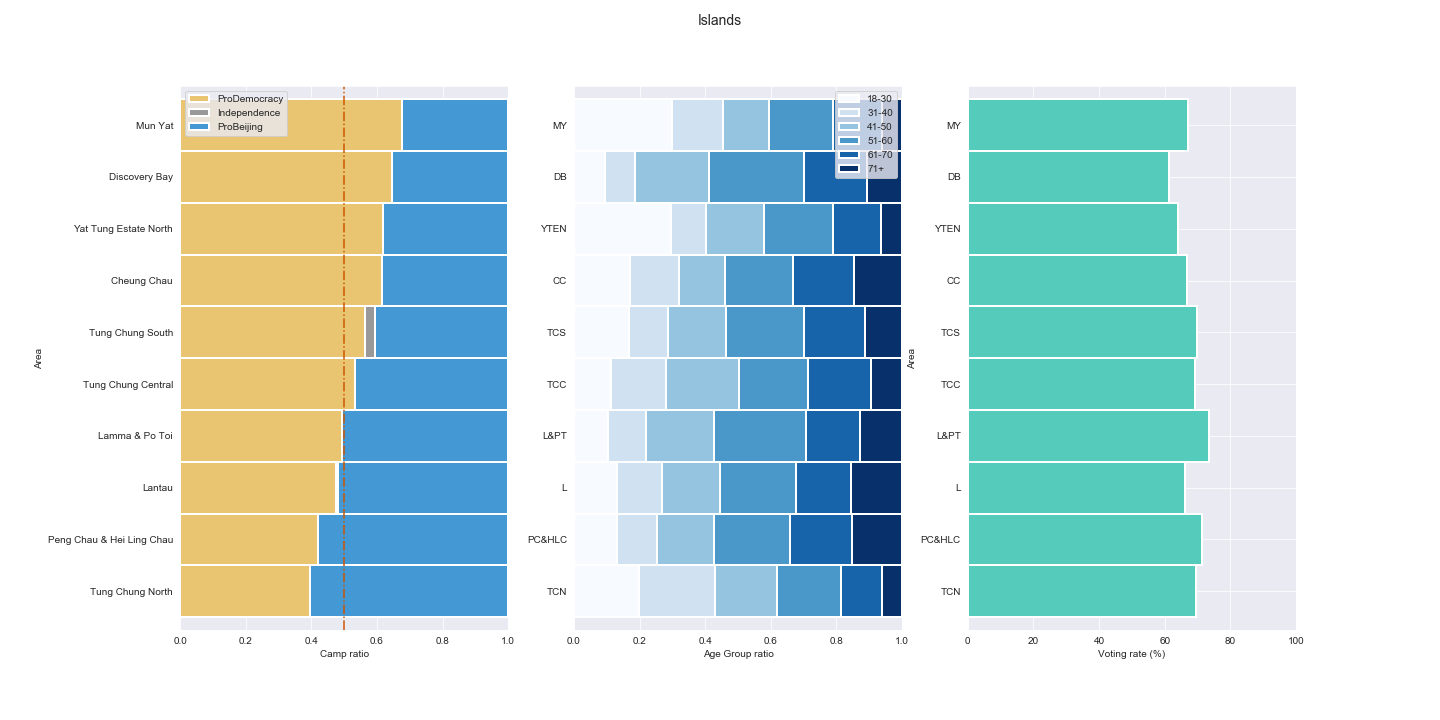 Islands
ProDemocracy
Independence
ProBeijing
Mun Yat
Discovery Bay
Yat Tung Estate North
Cheung Chau
Tung Chung South
Tung Chung Central
Lamma & Po Toi
Lantau
Peng Chau & Hei Ling Chau
Tung Chung North
Area
0.0 0.2 0.4 0.6 0.8 1.0
Camp ratio
18-30
31-40
41-50
51-60
61-70
71+
MY
DB
YTEN
CC
TCS
TCC
L&PT
L
PC&HLC
TCN
0.0 0.2 0.4 0.6 0.8 1.0
Age Group ratio
Area
MY
DB
YTEN
CC
TCS
TCC
L&PT
L
PC&HLC
TCN
0 20 40 60 80 100
Voting rate (%)